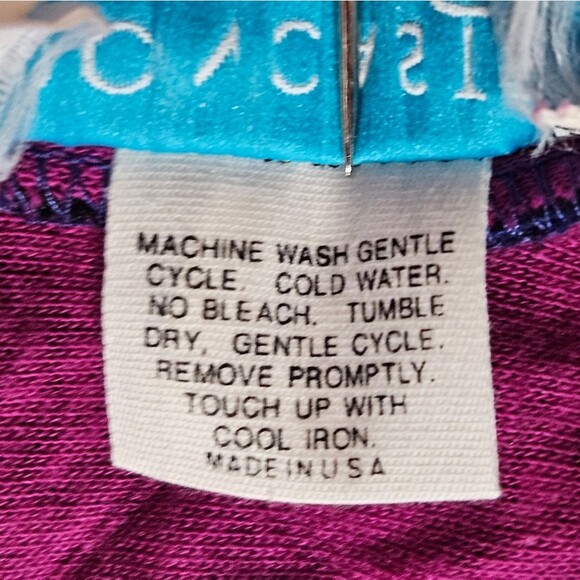 MACHINE WASH GENTLE
CYCLE. COLD WATER.
NO BLEACH. TUMBLE
DRY, GENTLE CYCLE.
REMOVE PROMPTLY.
TOUCH UP WITH
COOL IRON.
MADE IN U S A